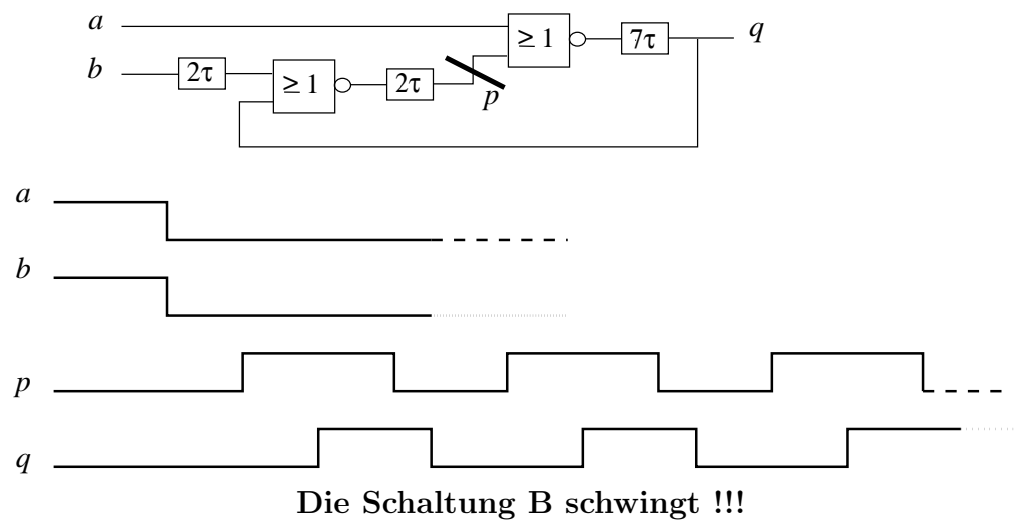 a
≥ 1
7τ
q
b
2τ
≥ 1
2τ
p
a
b
p
q
Die Schaltung B schwingt !!!